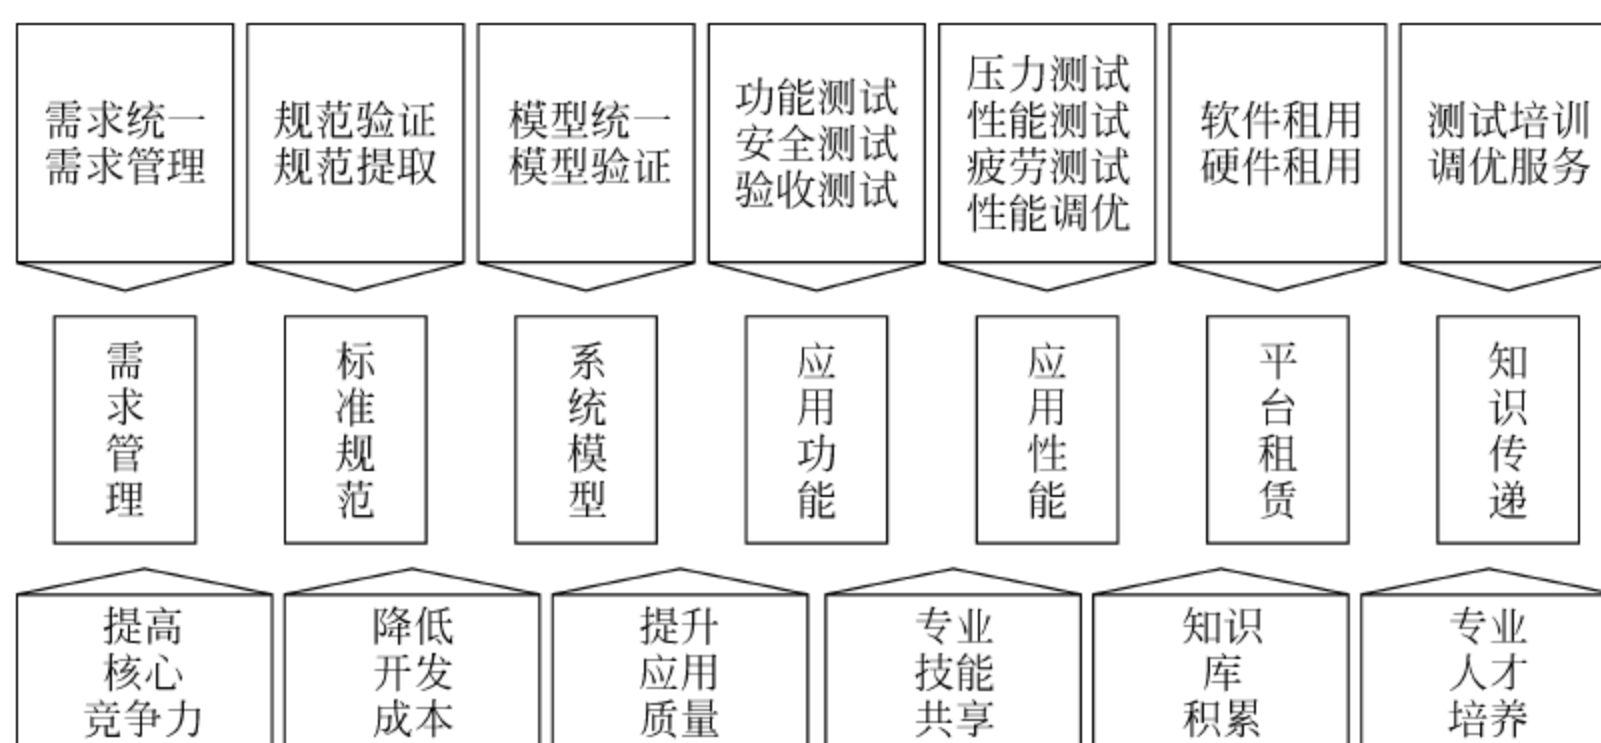 需求统一
需求管理
规范验证
规范提取
模型统一
模型验证
功能测试
安全测试
验收测试
压力测试
性能测试
疲劳测试
性能调优
软件租用
硬件租用
测试培训
调优服务
需求管理
标准规范
系统模型
应用功能
应用性能
平台租赁
知识传递
提高
核心
竞争力
降低
开发
成本
提升
应用
质量
专业
技能
共享
知识
库
积累
专业
人才
培养